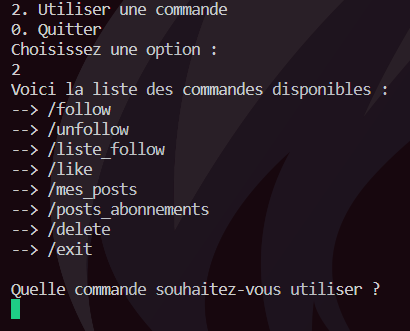 2. Utiliser une commande
0. Quitter
Choisissez une option :
2
Voici la liste des commandes disponibles :
--> /follow
--> /unfollow
--> /liste_follow
--> /like
--> /mes_posts
--> /posts_abonnements
--> /delete
--> /exit
Quelle commande souhaitez-vous utiliser ?